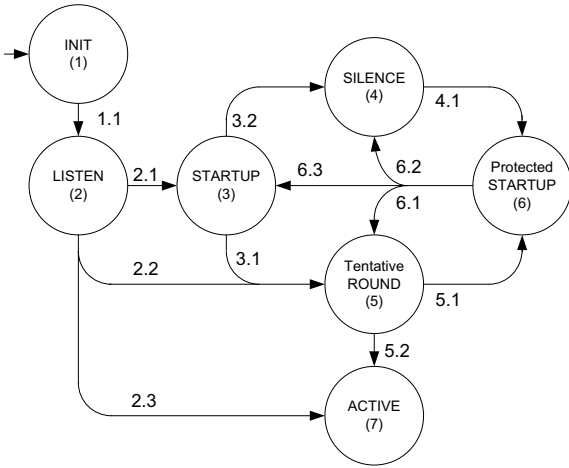 INIT
(1)
1.1
SILENCE
(4)
4.1
3.2
LISTEN
(2)
2.1
STARTUP
(3)
6.3
6.2
Protected
STARTUP
(6)
6.1
2.2
3.1
Tentative
ROUND
(5)
5.1
5.2
2.3
ACTIVE
(7)